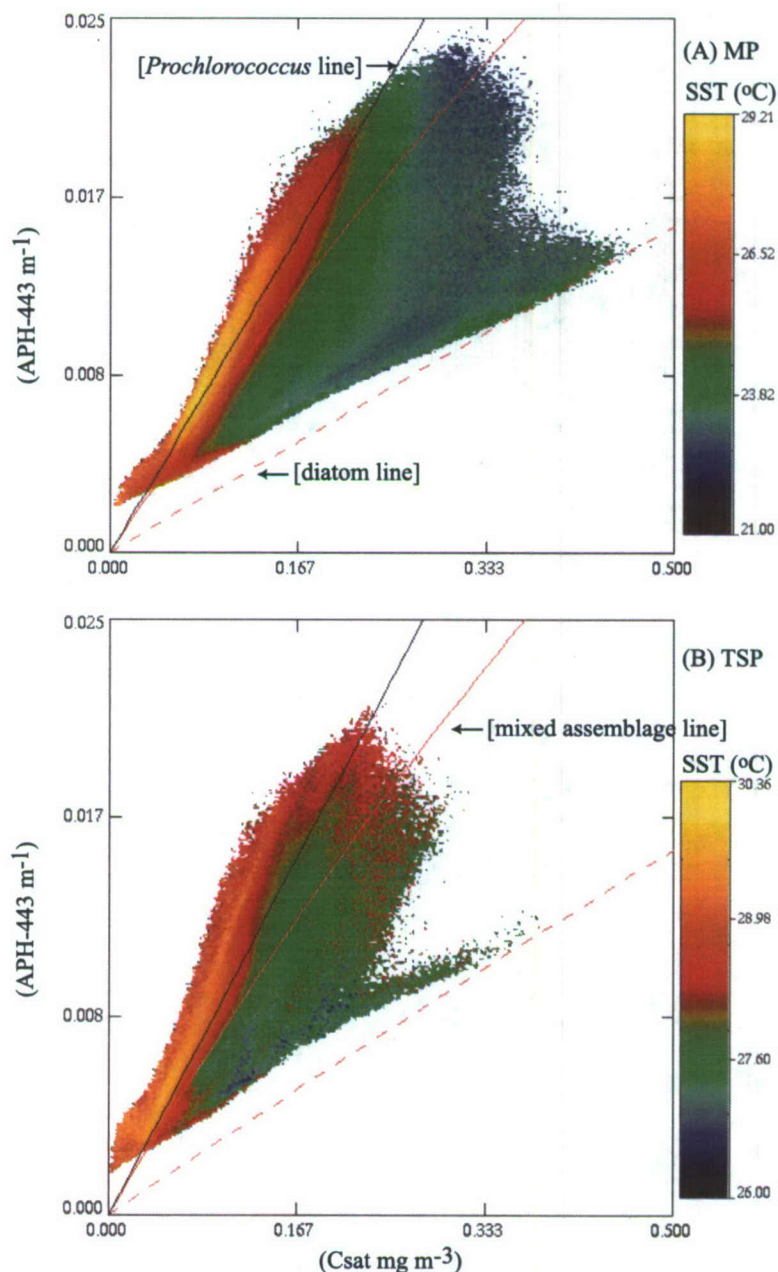 0.025
[Prochlorococcus line]
(A) MP
SST (oC)
29.21
0.017
26.52
(APH-443 m-1)
0.008
23.82
[diatom line]
0.000
21.00
0.000 0.167 0.333 0.500
0.025
(B) TSP
[mixed assemblage line]
SST (oC)
30.36
0.017
28.98
(APH-443 m-1)
0.008
27.60
0.000
26.00
0.000 0.167 0.333 0.500
(Csat mg m-3)